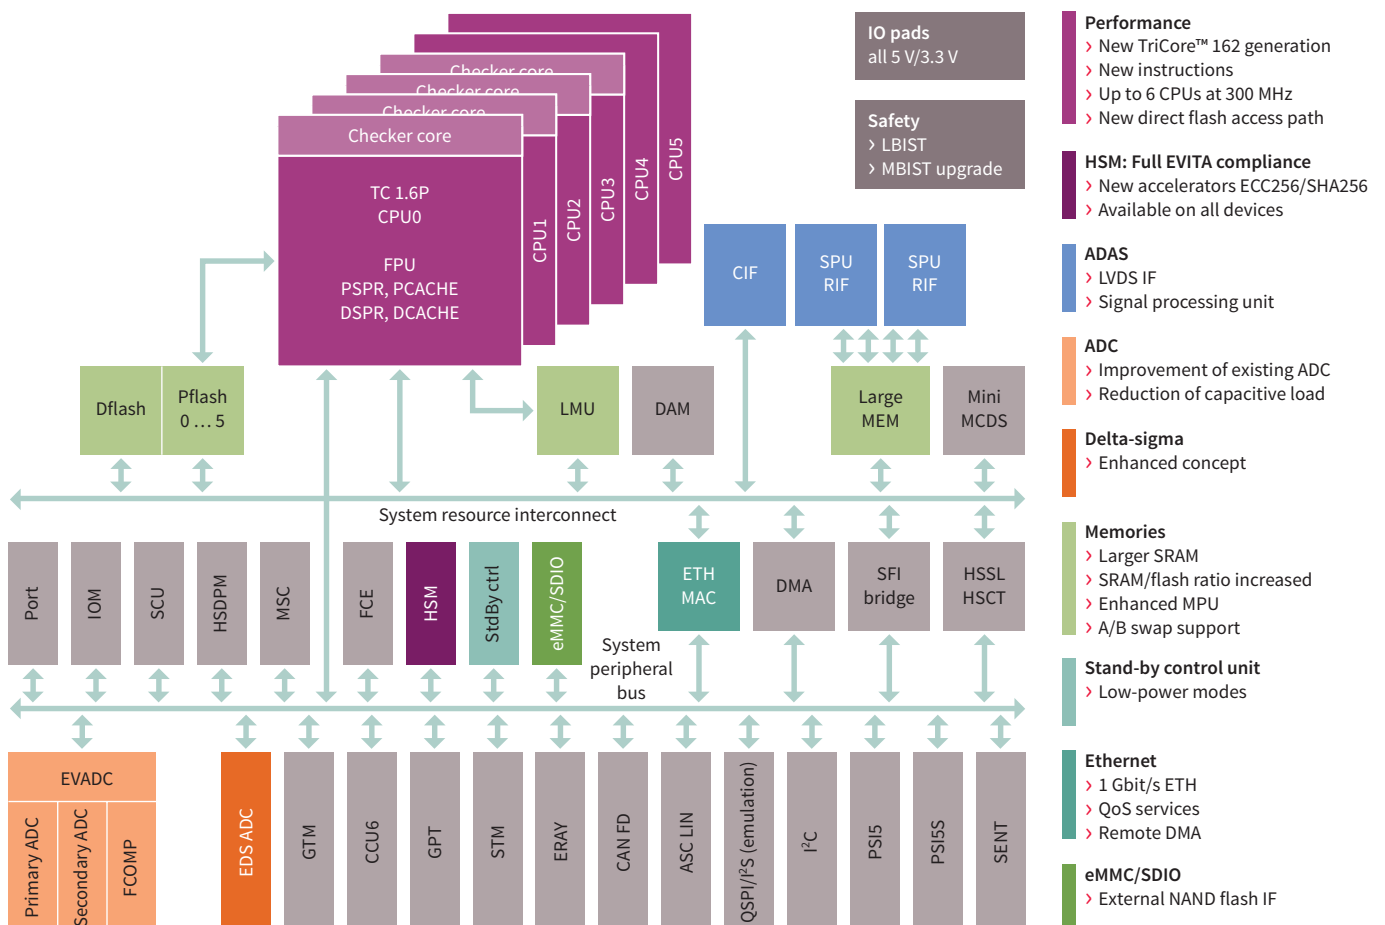 Checker core
Checker core
Checker core
Checker core
TC 1.6P
CPU0
FPU
PSPR, PCACHE
DSPR, DCACHE
CPU1
CPU2
CPU3
CPU4
CPU5
IO pads
all 5 V/3.3 V
Safety
› LBIST
› MBIST upgrade
CIF
SPU
RIF
SPU
RIF
Dflash
Pflash
0 … 5
LMU
DAM
Large
MEM
Mini
MCDS
System resource interconnect
Port
IOM
SCU
HSDPM
MSC
FCE
HSM
StdBy ctrl
eMMC/SDIO
System
peripheral
bus
ETH
MAC
DMA
SFI
bridge
HSSL
HSCT
EVADC
Primary ADC
Secondary ADC
FCOMP
EDS ADC
GTM
CCU6
GPT
STM
ERAY
CAN FD
ASC LIN
QSPI/I²S (emulation)
I²C
PSI5
PSI5S
SENT
Performance
› New TriCore™ 162 generation
› New instructions
› Up to 6 CPUs at 300 MHz
› New direct flash access path
HSM: Full EVITA compliance
› New accelerators ECC256/SHA256
› Available on all devices
ADAS
› LVDS IF
› Signal processing unit
ADC
› Improvement of existing ADC
› Reduction of capacitive load
Delta-sigma
› Enhanced concept
Memories
› Larger SRAM
› SRAM/flash ratio increased
› Enhanced MPU
› A/B swap support
Stand-by control unit
› Low-power modes
Ethernet
› 1 Gbit/s ETH
› QoS services
› Remote DMA
eMMC/SDIO
› External NAND flash IF